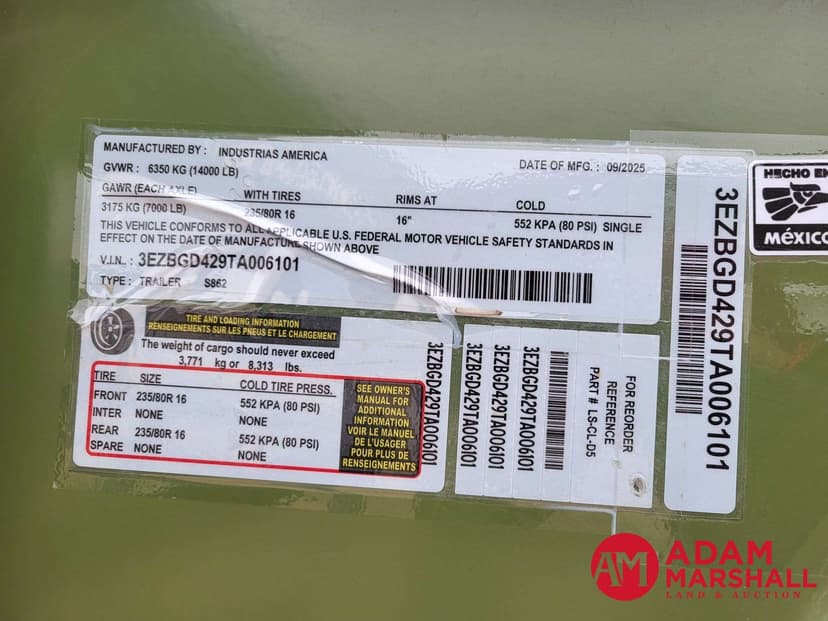 MANUFACTURED BY : INDUSTRIAS AMERICA
GVWR : 6350 KG (14000 LB) DATE OF MFG. : 09/2025
GAWR (EACH AXLE) WITH TIRES RIMS AT COLD
3175 KG (7000 LB) 235/80R 16 16" 552 KPA (80 PSI) SINGLE
THIS VEHICLE CONFORMS TO ALL APPLICABLE U.S. FEDERAL MOTOR VEHICLE SAFETY STANDARDS IN
EFFECT ON THE DATE OF MANUFACTURE SHOWN ABOVE
V.I.N. : 3EZBGD429TA006101
TYPE : TRAILER S862
TIRE AND LOADING INFORMATION
RENSEIGNEMENTS SUR LES PNEUS ET LE CHARGEMENT
The weight of cargo should never exceed
3,771 kg or 8,313 lbs.
TIRE SIZE COLD TIRE PRESS.
FRONT 235/80R 16 552 KPA (80 PSI)
INTER NONE NONE
REAR 235/80R 16 552 KPA (80 PSI)
SPARE NONE NONE
SEE OWNER'S
MANUAL FOR
ADDITIONAL
INFORMATION
VOIR LE MANUEL
DE L'USAGER
POUR PLUS DE
RENSEIGNEMENTS
3EZBGD429TA006101
3EZBGD429TA006101
3EZBGD429TA006101
3EZBGD429TA006101
FOR REORDER
REFERENCE
PART # LS-CL-D5
3EZBGD429TA006101
HECHO EN
MÉXICO
AM ADAM
MARSHALL
LAND & AUCTION